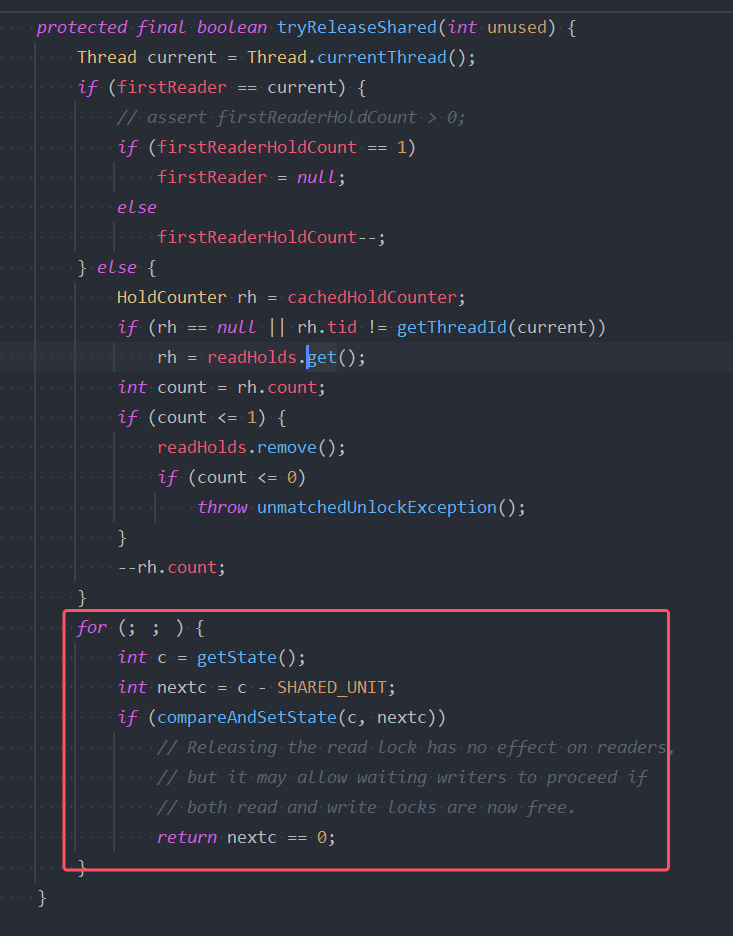 protected final boolean tryReleaseShared(int unused) {
Thread current = Thread.currentThread();
if (firstReader == current) {
// assert firstReaderHoldCount > 0;
if (firstReaderHoldCount == 1)
firstReader = null;
else
firstReaderHoldCount--;
} else {
HoldCounter rh = cachedHoldCounter;
if (rh == null || rh.tid != getThreadId(current))
rh = readHolds.get();
int count = rh.count;
if (count <= 1) {
readHolds.remove();
if (count <= 0)
throw unmatchedUnlockException();
}
--rh.count;
}
for (; ; ) {
int c = getState();
int nextc = c - SHARED_UNIT;
if (compareAndSetState(c, nextc))
// Releasing the read lock has no effect on readers,
// but it may allow waiting writers to proceed if
// both read and write locks are now free.
return nextc == 0;
}
}